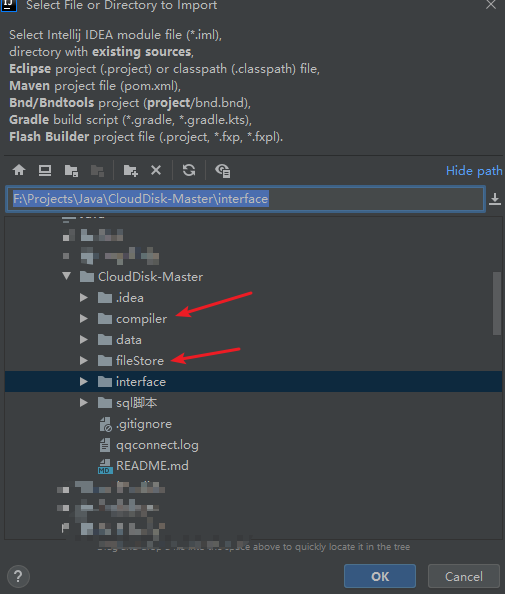 Select File or Directory to Import
Select Intellij IDEA module file (*.iml),
directory with existing sources,
Eclipse project (.project) or classpath (.classpath) file,
Maven project file (pom.xml),
Bnd/Bndtools project (project/bnd.bnd),
Gradle build script (*.gradle, *.gradle.kts),
Flash Builder project file (.project, *.fxp, *.fxpl).
Hide path
F:\Projects\Java\CloudDisk-Master\interface
CloudDisk-Master
.idea
compiler
data
fileStore
interface
sql脚本
.gitignore
qqconnect.log
MD README.md
space above to quickly locate it in the tree
? OK Cancel